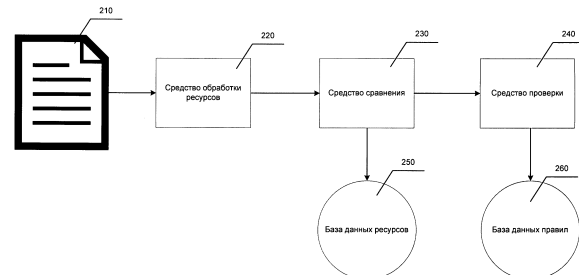 210
220
230
240
Средство обработки
ресурсов
Средство сравнения
Средство проверки
250
260
База данных ресурсов
База данных правил